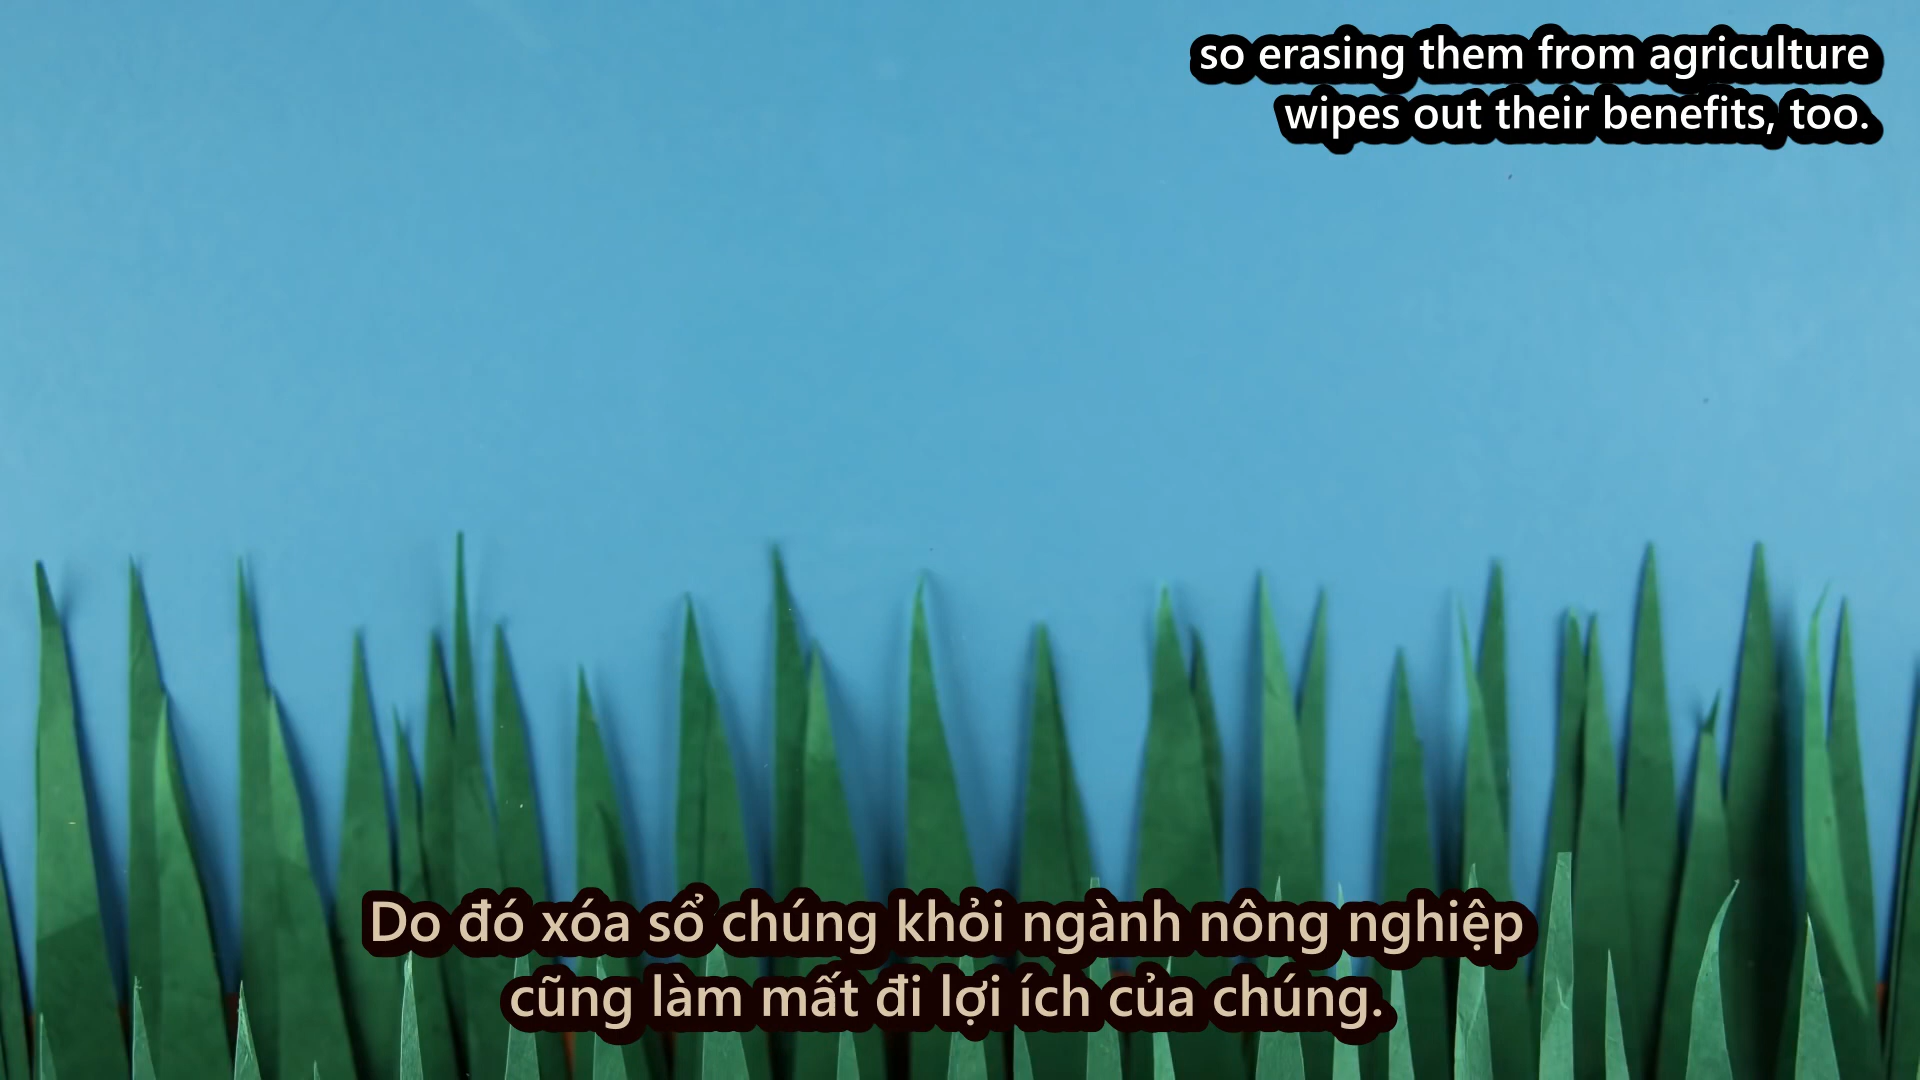 so erasing them from agriculture
wipes out their benefits, too.
Do đó xóa sổ chúng khỏi ngành nông nghiệp
cũng làm mất đi lợi ích của chúng.